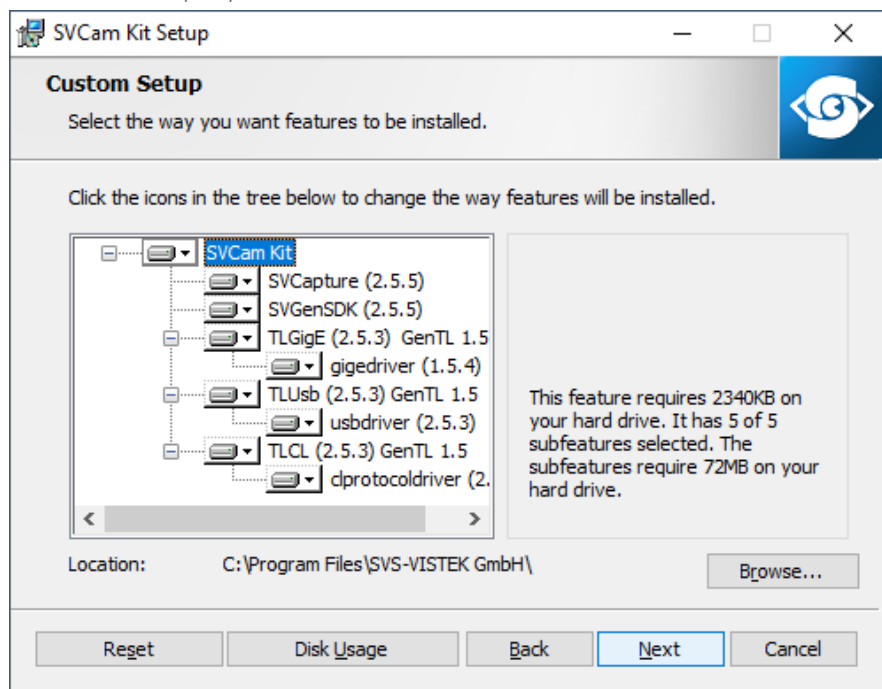 SVCam Kit Setup
Custom Setup
Select the way you want features to be installed.
Click the icons in the tree below to change the way features will be installed.
SVCam Kit
SVCapture (2.5.5)
SVGenSDK (2.5.5)
TLGigE (2.5.3) GenTL 1.5
gigedriver (1.5.4)
TLUsb (2.5.3) GenTL 1.5
usbdriver (2.5.3)
TLCL (2.5.3) GenTL 1.5
clprotocoldriver (2.
This feature requires 2340KB on
your hard drive. It has 5 of 5
subfeatures selected. The
subfeatures require 72MB on your
hard drive.
Location: C:\Program Files\SVS-VISTEK GmbH\
Browse...
Reset Disk Usage Back Next Cancel